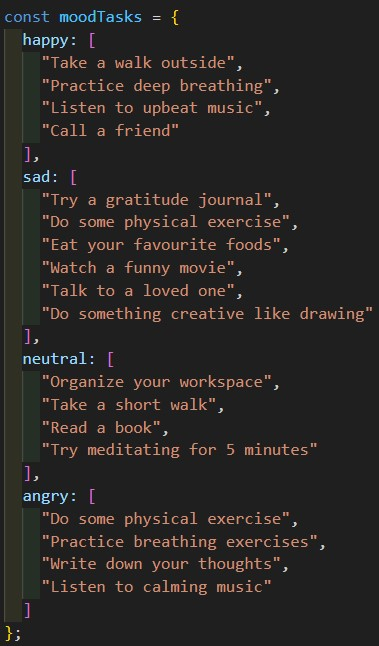 const moodTasks = {
happy: [
"Take a walk outside",
"Practice deep breathing",
"Listen to upbeat music",
"Call a friend"
],
sad: [
"Try a gratitude journal",
"Do some physical exercise",
"Eat your favourite foods",
"Watch a funny movie",
"Talk to a loved one",
"Do something creative like drawing"
],
neutral: [
"Organize your workspace",
"Take a short walk",
"Read a book",
"Try meditating for 5 minutes"
],
angry: [
"Do some physical exercise",
"Practice breathing exercises",
"Write down your thoughts",
"Listen to calming music"
]
};